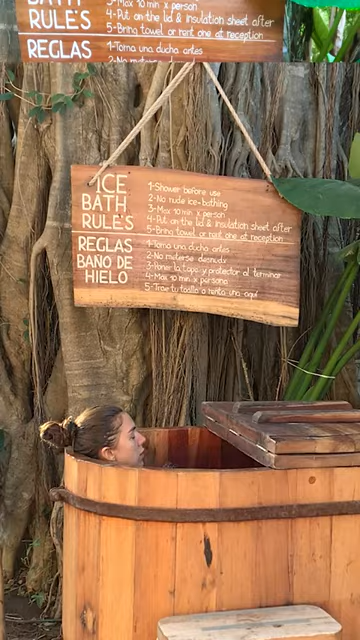 BATH
RULE'S
REGLAS
3-Max 10 min x person
4-Put on the lid & Insulation sheet after
5-Bring towel or rent one at reception
1-Toma una ducha antes
ICE
BATH
RULE'S
1-Shower before use
2-No nude ice-bathing
3-Max 10 min x person
4-Put on the lid & Insulation sheet after
5-Bring towel or rent one at reception
REGLAS
BAÑO DE
HIELO
1-Toma una ducha antes
2-No meterse desnudx
3-Poner la tapa y protector al terminar
4-Max 10 min x persona
5-Trae tu toalla o renta una aquí